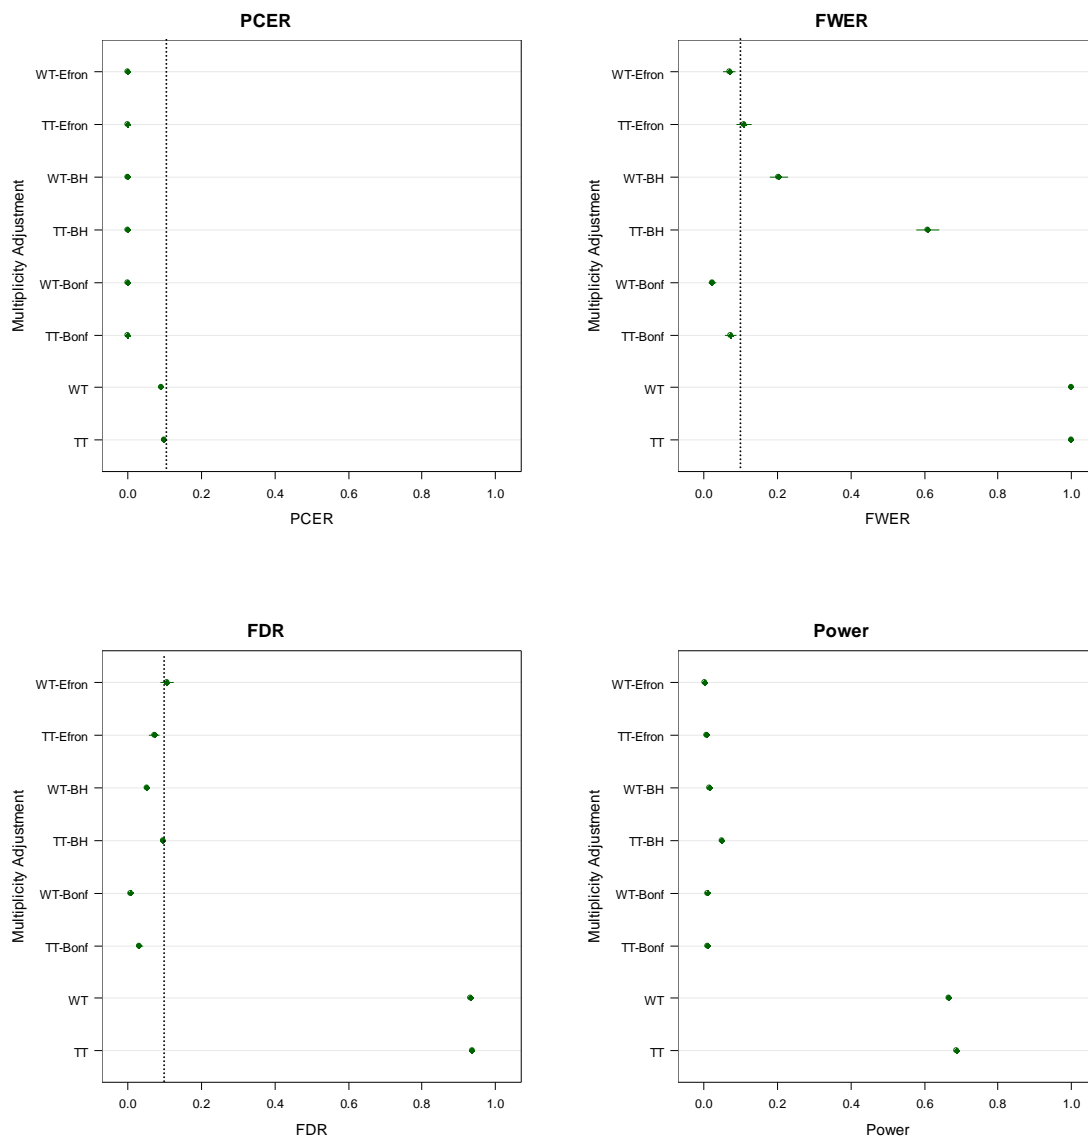 PCER
Multiplicity Adjustment
WT-Efron
TT-Efron
WT-BH
TT-BH
WT-Bonf
TT-Bonf
WT
TT
0.0 0.2 0.4 0.6 0.8 1.0
PCER
FWER
Multiplicity Adjustment
WT-Efron
TT-Efron
WT-BH
TT-BH
WT-Bonf
TT-Bonf
WT
TT
0.0 0.2 0.4 0.6 0.8 1.0
FWER
FDR
Multiplicity Adjustment
WT-Efron
TT-Efron
WT-BH
TT-BH
WT-Bonf
TT-Bonf
WT
TT
0.0 0.2 0.4 0.6 0.8 1.0
FDR
Power
Multiplicity Adjustment
WT-Efron
TT-Efron
WT-BH
TT-BH
WT-Bonf
TT-Bonf
WT
TT
0.0 0.2 0.4 0.6 0.8 1.0
Power